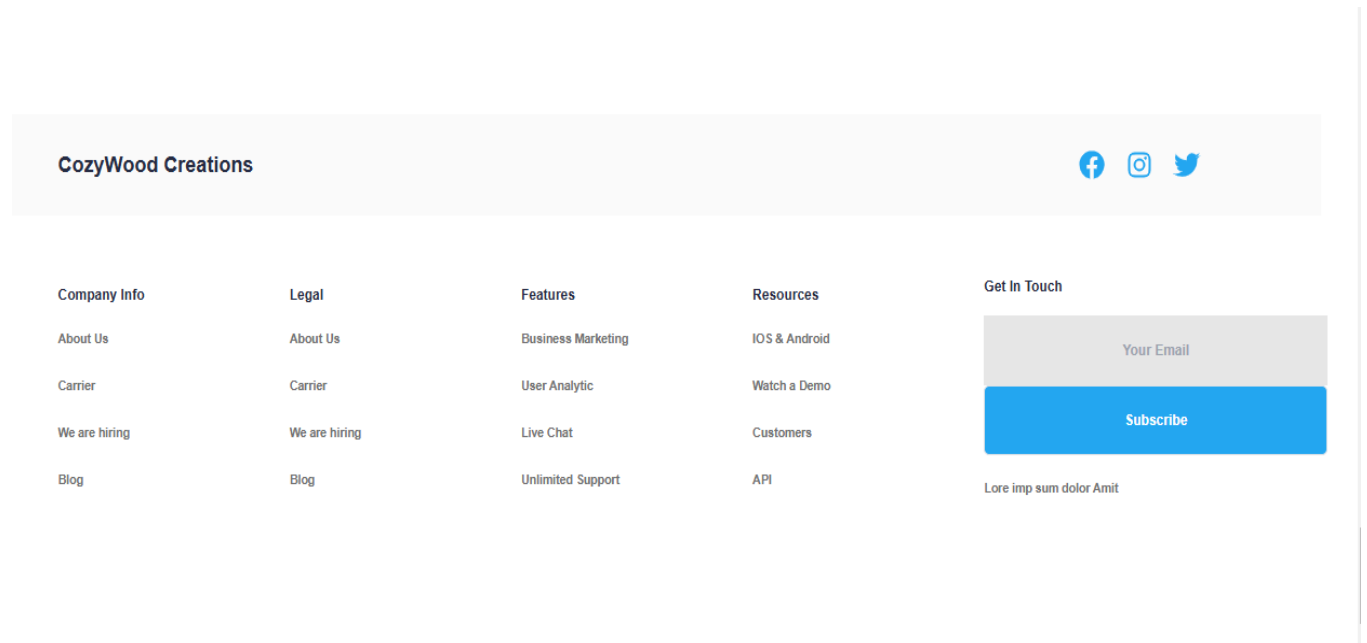 CozyWood Creations
Company Info
About Us
Carrier
We are hiring
Blog
Legal
About Us
Carrier
We are hiring
Blog
Features
Business Marketing
User Analytic
Live Chat
Unlimited Support
Resources
IOS & Android
Watch a Demo
Customers
API
Get In Touch
Your Email
Subscribe
Lore imp sum dolor Amit